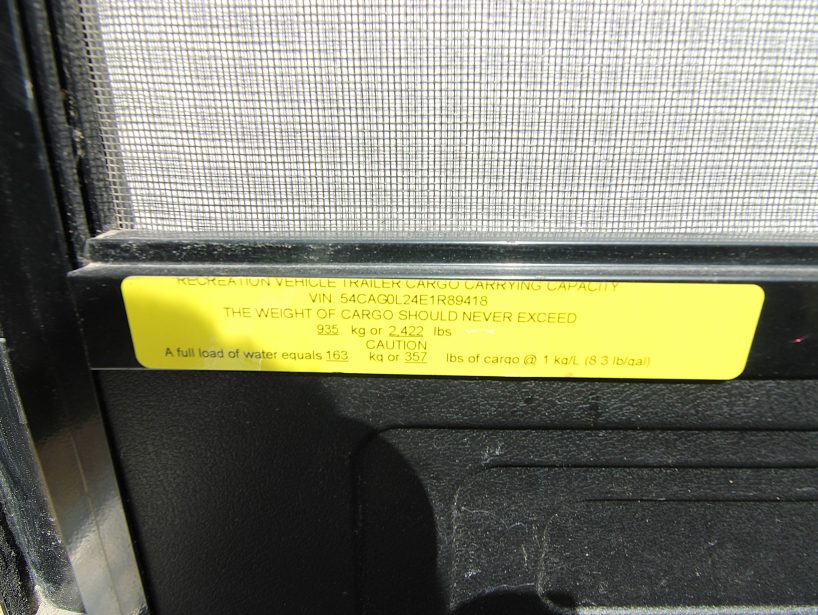 RECREATION VEHICLE TRAILER CARGO CARRYING CAPACITY
VIN 54CAG0L24E1R89418
THE WEIGHT OF CARGO SHOULD NEVER EXCEED
935 kg or 2,422 lbs
CAUTION
A full load of water equals 163 kg or 357 lbs of cargo @ 1 kg/L (8.3 lb/gal)